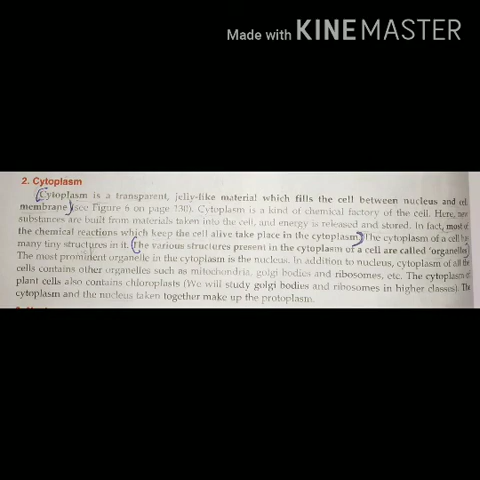 Made with KINEMASTER
2. Cytoplasm
Cytoplasm is a transparent, jelly-like material which fills the cell between nucleus and cell
membrane (see Figure 6 on page 130). Cytoplasm is a kind of chemical factory of the cell. Here, new
substances are built from materials taken into the cell, and energy is released and stored. In fact, most of
the chemical reactions which keep the cell alive take place in the cytoplasm. The cytoplasm of a cell has
many tiny structures in it. The various structures present in the cytoplasm of a cell are called 'organelles'.
The most prominent organelle in the cytoplasm is the nucleus. In addition to nucleus, cytoplasm of all the
cells contains other organelles such as mitochondria, golgi bodies and ribosomes, etc. The cytoplasm of
plant cells also contains chloroplasts (We will study golgi bodies and ribosomes in higher classes). The
cytoplasm and the nucleus taken together make up the protoplasm.